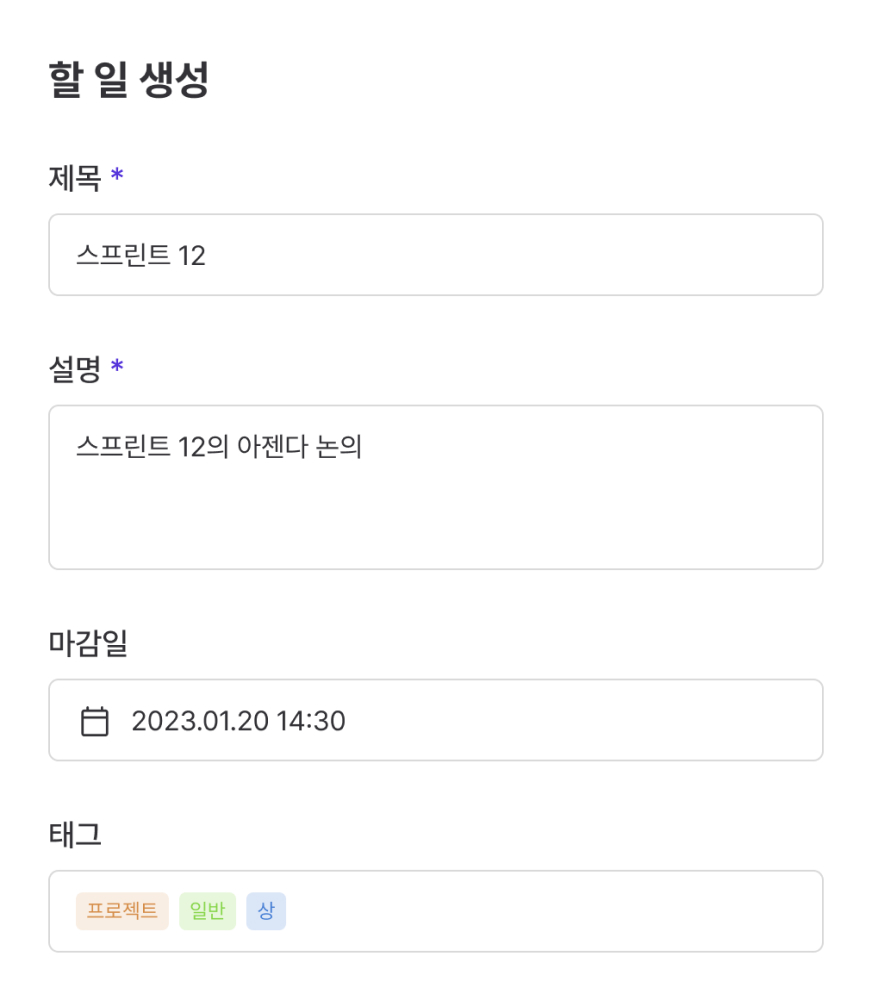 할 일 생성
제목 *
스프린트 12
설명 *
스프린트 12의 아젠다 논의
마감일
2023.01.20 14:30
태그
프로젝트 일반 상